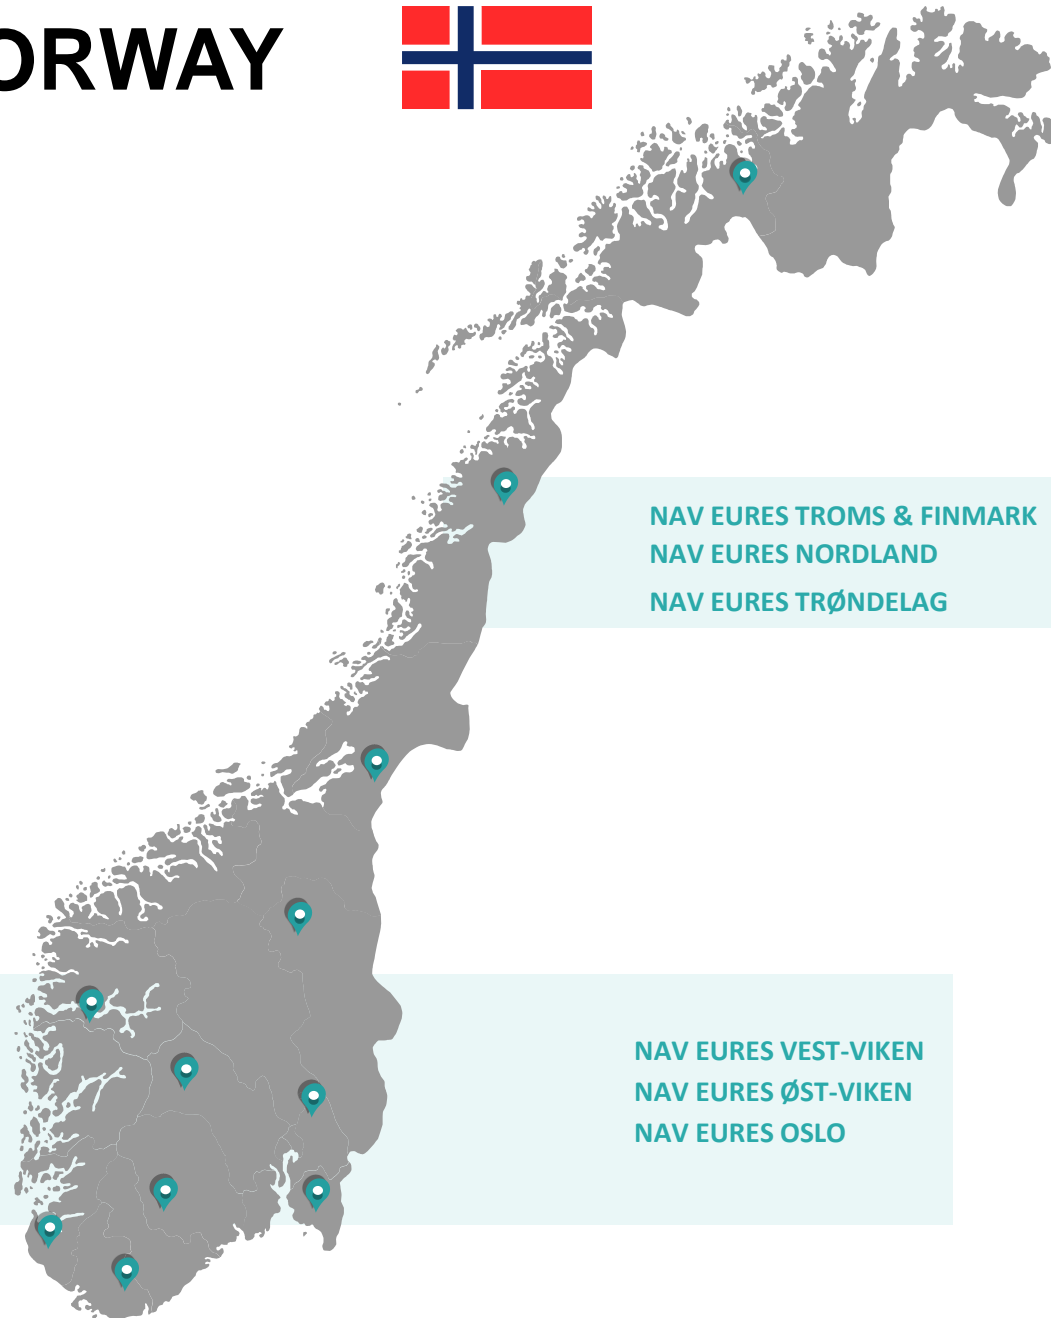 ORWAY
NAV EURES TROMS & FINMARK
NAV EURES NORDLAND
NAV EURES TRØNDELAG
NAV EURES VEST-VIKEN
NAV EURES ØST-VIKEN
NAV EURES OSLO